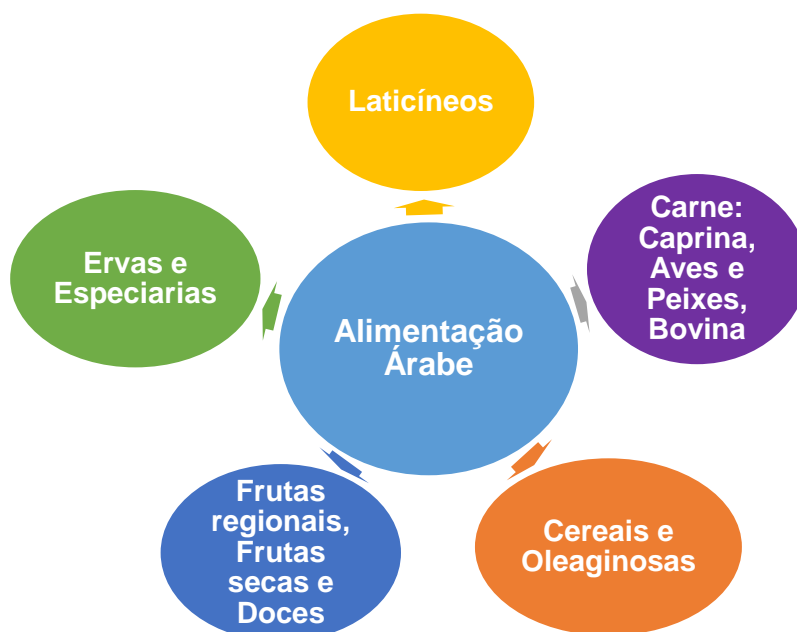 Laticíneos
Carne:
Caprina,
Aves e
Peixes,
Bovina
Ervas e
Especiarias
Alimentação
Árabe
Frutas
regionais,
Frutas
secas e
Doces
Cereais e
Oleaginosas